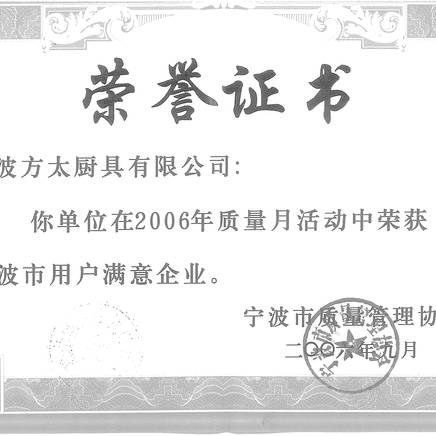 荣誉证书
波方太厨具有限公司:
你单位在2006年质量月活动中荣获
波市用户满意企业。
宁波市质量管理协
二〇〇六年九月